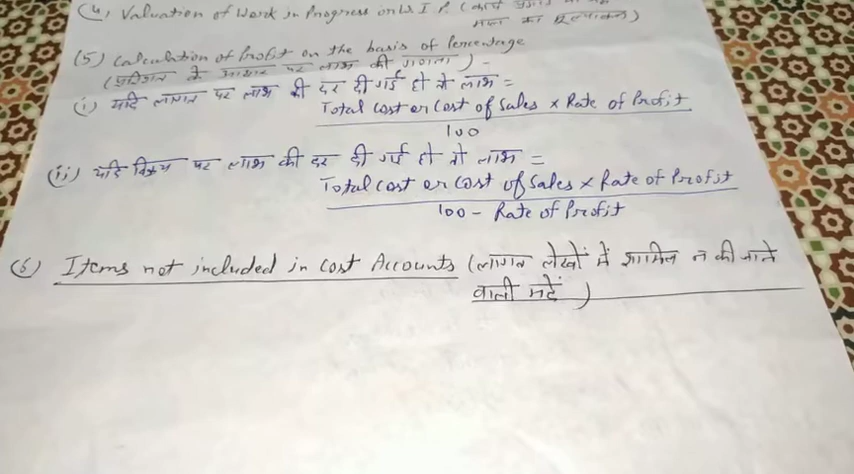 (4) Valuation of Work in Progress or W.I.P. (कार्य
का मूल्यांकन)
(5) Calculation of Profit on the basis of Percentage
(प्रतिशत के आधार पर लाभ की गणना) -
(i) यदि लागत पर लाभ की दर दी गई हो तो लाभ =
Total Cost or Cost of Sales × Rate of Profit
100
(ii) यदि विक्रय पर लाभ की दर दी गई हो तो लाभ =
Total Cost or Cost of Sales × Rate of Profit
100 - Rate of Profit
(6) Items not included in Cost Accounts (लागत लेखों में शामिल न की जाने
वाली मदें)